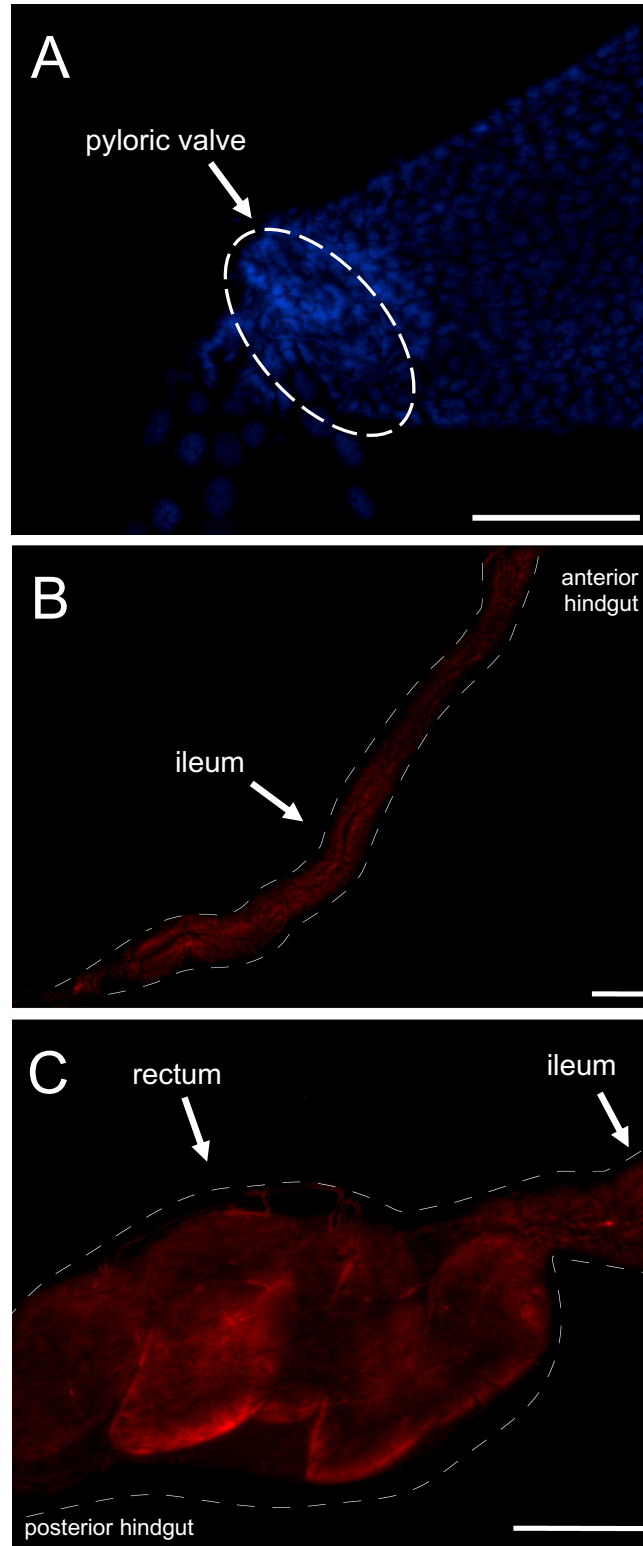 A
pyloric valve
B
anterior
hindgut
ileum
C
rectum
ileum
posterior hindgut